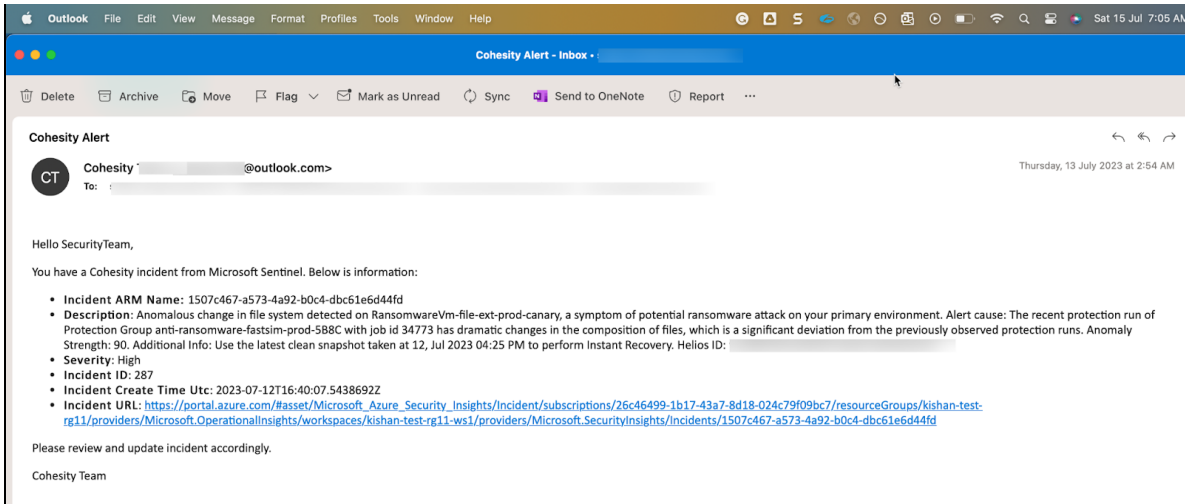 Outlook File Edit View Message Format Profiles Tools Window Help Sat 15 Jul 7:05 AM
Cohesity Alert - Inbox •
Delete Archive Move Flag Mark as Unread Sync Send to OneNote Report ...
Cohesity Alert
CT Cohesity @outlook.com> Thursday, 13 July 2023 at 2:54 AM
To:
Hello SecurityTeam,
You have a Cohesity incident from Microsoft Sentinel. Below is information:
• Incident ARM Name: 1507c467-a573-4a92-b0c4-dbc61e6d44fd
• Description: Anomalous change in file system detected on RansomwareVm-file-ext-prod-canary, a symptom of potential ransomware attack on your primary environment. Alert cause: The recent protection run of
Protection Group anti-ransomware-fastsim-prod-5B8C with job id 34773 has dramatic changes in the composition of files, which is a significant deviation from the previously observed protection runs. Anomaly
Strength: 90. Additional Info: Use the latest clean snapshot taken at 12, Jul 2023 04:25 PM to perform Instant Recovery. Helios ID:
• Severity: High
• Incident ID: 287
• Incident Create Time Utc: 2023-07-12T16:40:07.5438692Z
• Incident URL: https://portal.azure.com/#asset/Microsoft_Azure_Security_Insights/Incident/subscriptions/26c46499-1b17-43a7-8d18-024c79f09bc7/resourceGroups/kishan-test-
rg11/providers/Microsoft.OperationalInsights/workspaces/kishan-test-rg11-ws1/providers/Microsoft.SecurityInsights/Incidents/1507c467-a573-4a92-b0c4-dbc61e6d44fd
Please review and update incident accordingly.
Cohesity Team